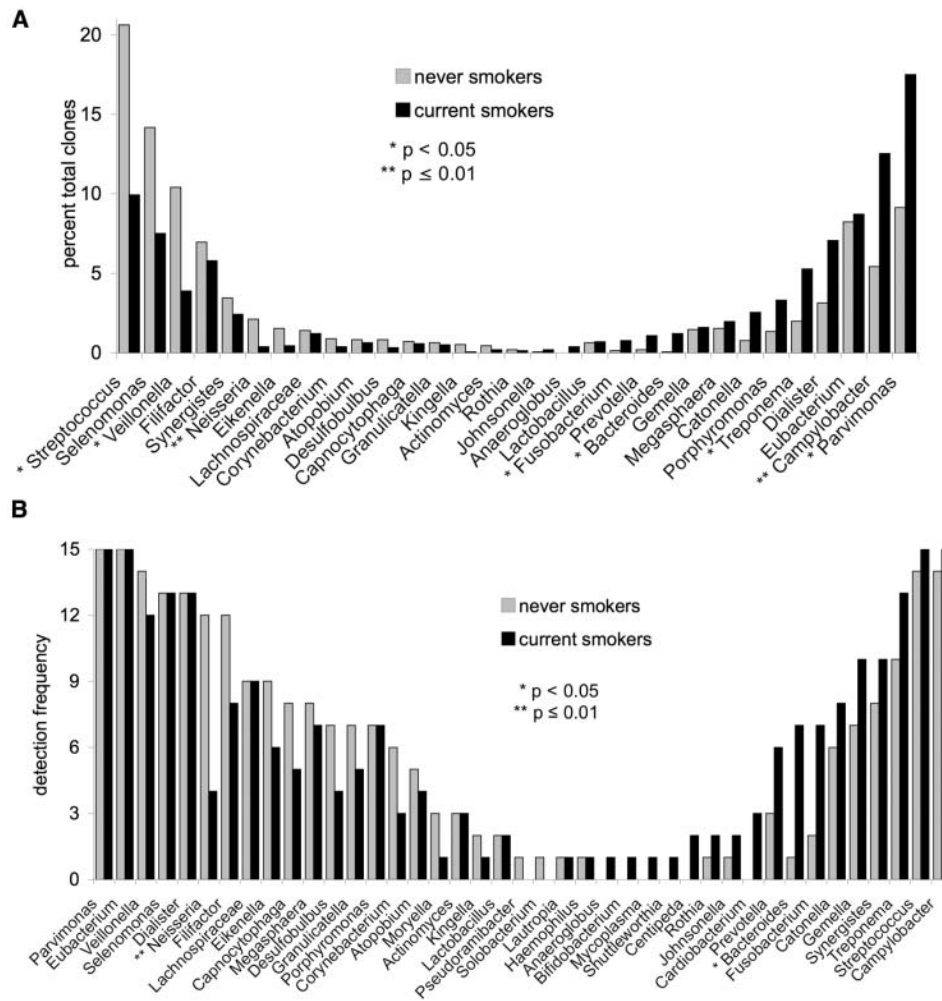 A
percent total clones
20
15
10
5
0
never smokers
current smokers
* p < 0.05
** p ≤ 0.01
* Streptococcus
Selenomonas
* Veillonella
Filifactor
Synergistes
** Neisseria
Eikenella
Lachnospiraceae
Corynebacterium
Atopobium
Desulfobulbus
Capnocytophaga
Granulicatella
Kingella
Actinomyces
Rothia
Johnsonella
Anaeroglobus
Lactobacillus
* Fusobacterium
Prevotella
* Bacteroides
Gemella
Megasphaera
Catonella
Porphyromonas
* Treponema
Dialister
Eubacterium
** Campylobacter
* Parvimonas
B
detection frequency
15
12
9
6
3
0
never smokers
current smokers
* p < 0.05
** p ≤ 0.01
Parvimonas
Eubacterium
Veillonella
Selenomonas
Dialister
** Neisseria
Filifactor
Lachnospiraceae
Eikenella
Capnocytophaga
Megasphaera
Desulfobulbus
Granulicatella
Porphyromonas
Corynebacterium
Atopobium
Moryella
Actinomyces
Kingella
Lactobacillus
Pseudoramibacter
Solobacterium
Lautropia
Haemophilus
Anaeroglobus
Bifidobacterium
Mycoplasma
Shuttleworthia
Centipeda
Rothia
Johnsonella
Cardiobacterium
Prevotella
* Bacteroides
Fusobacterium
Catonella
Gemella
Synergistes
Treponema
Streptococcus
Campylobacter